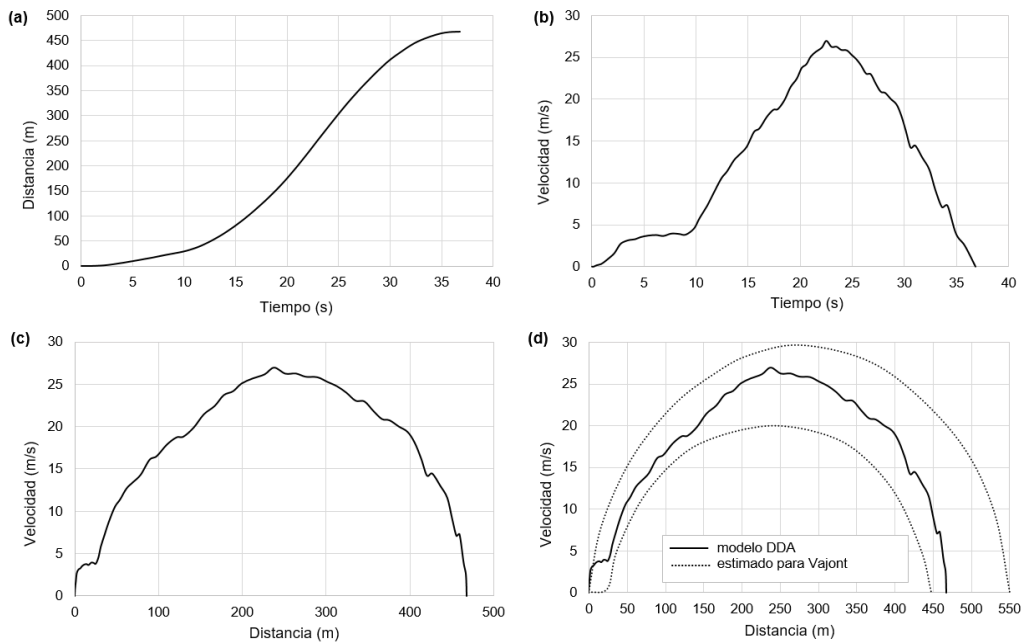 (a)
500
450
400
350
300
250
200
150
100
50
0
Distancia (m)
0 5 10 15 20 25 30 35 40
Tiempo (s)
(b)
30
25
20
15
10
5
0
Velocidad (m/s)
0 5 10 15 20 25 30 35 40
Tiempo (s)
(c)
30
25
20
15
10
5
0
Velocidad (m/s)
0 100 200 300 400 500
Distancia (m)
(d)
30
25
20
15
10
5
0
Velocidad (m/s)
modelo DDA
estimado para Vajont
0 50 100 150 200 250 300 350 400 450 500 550
Distancia (m)